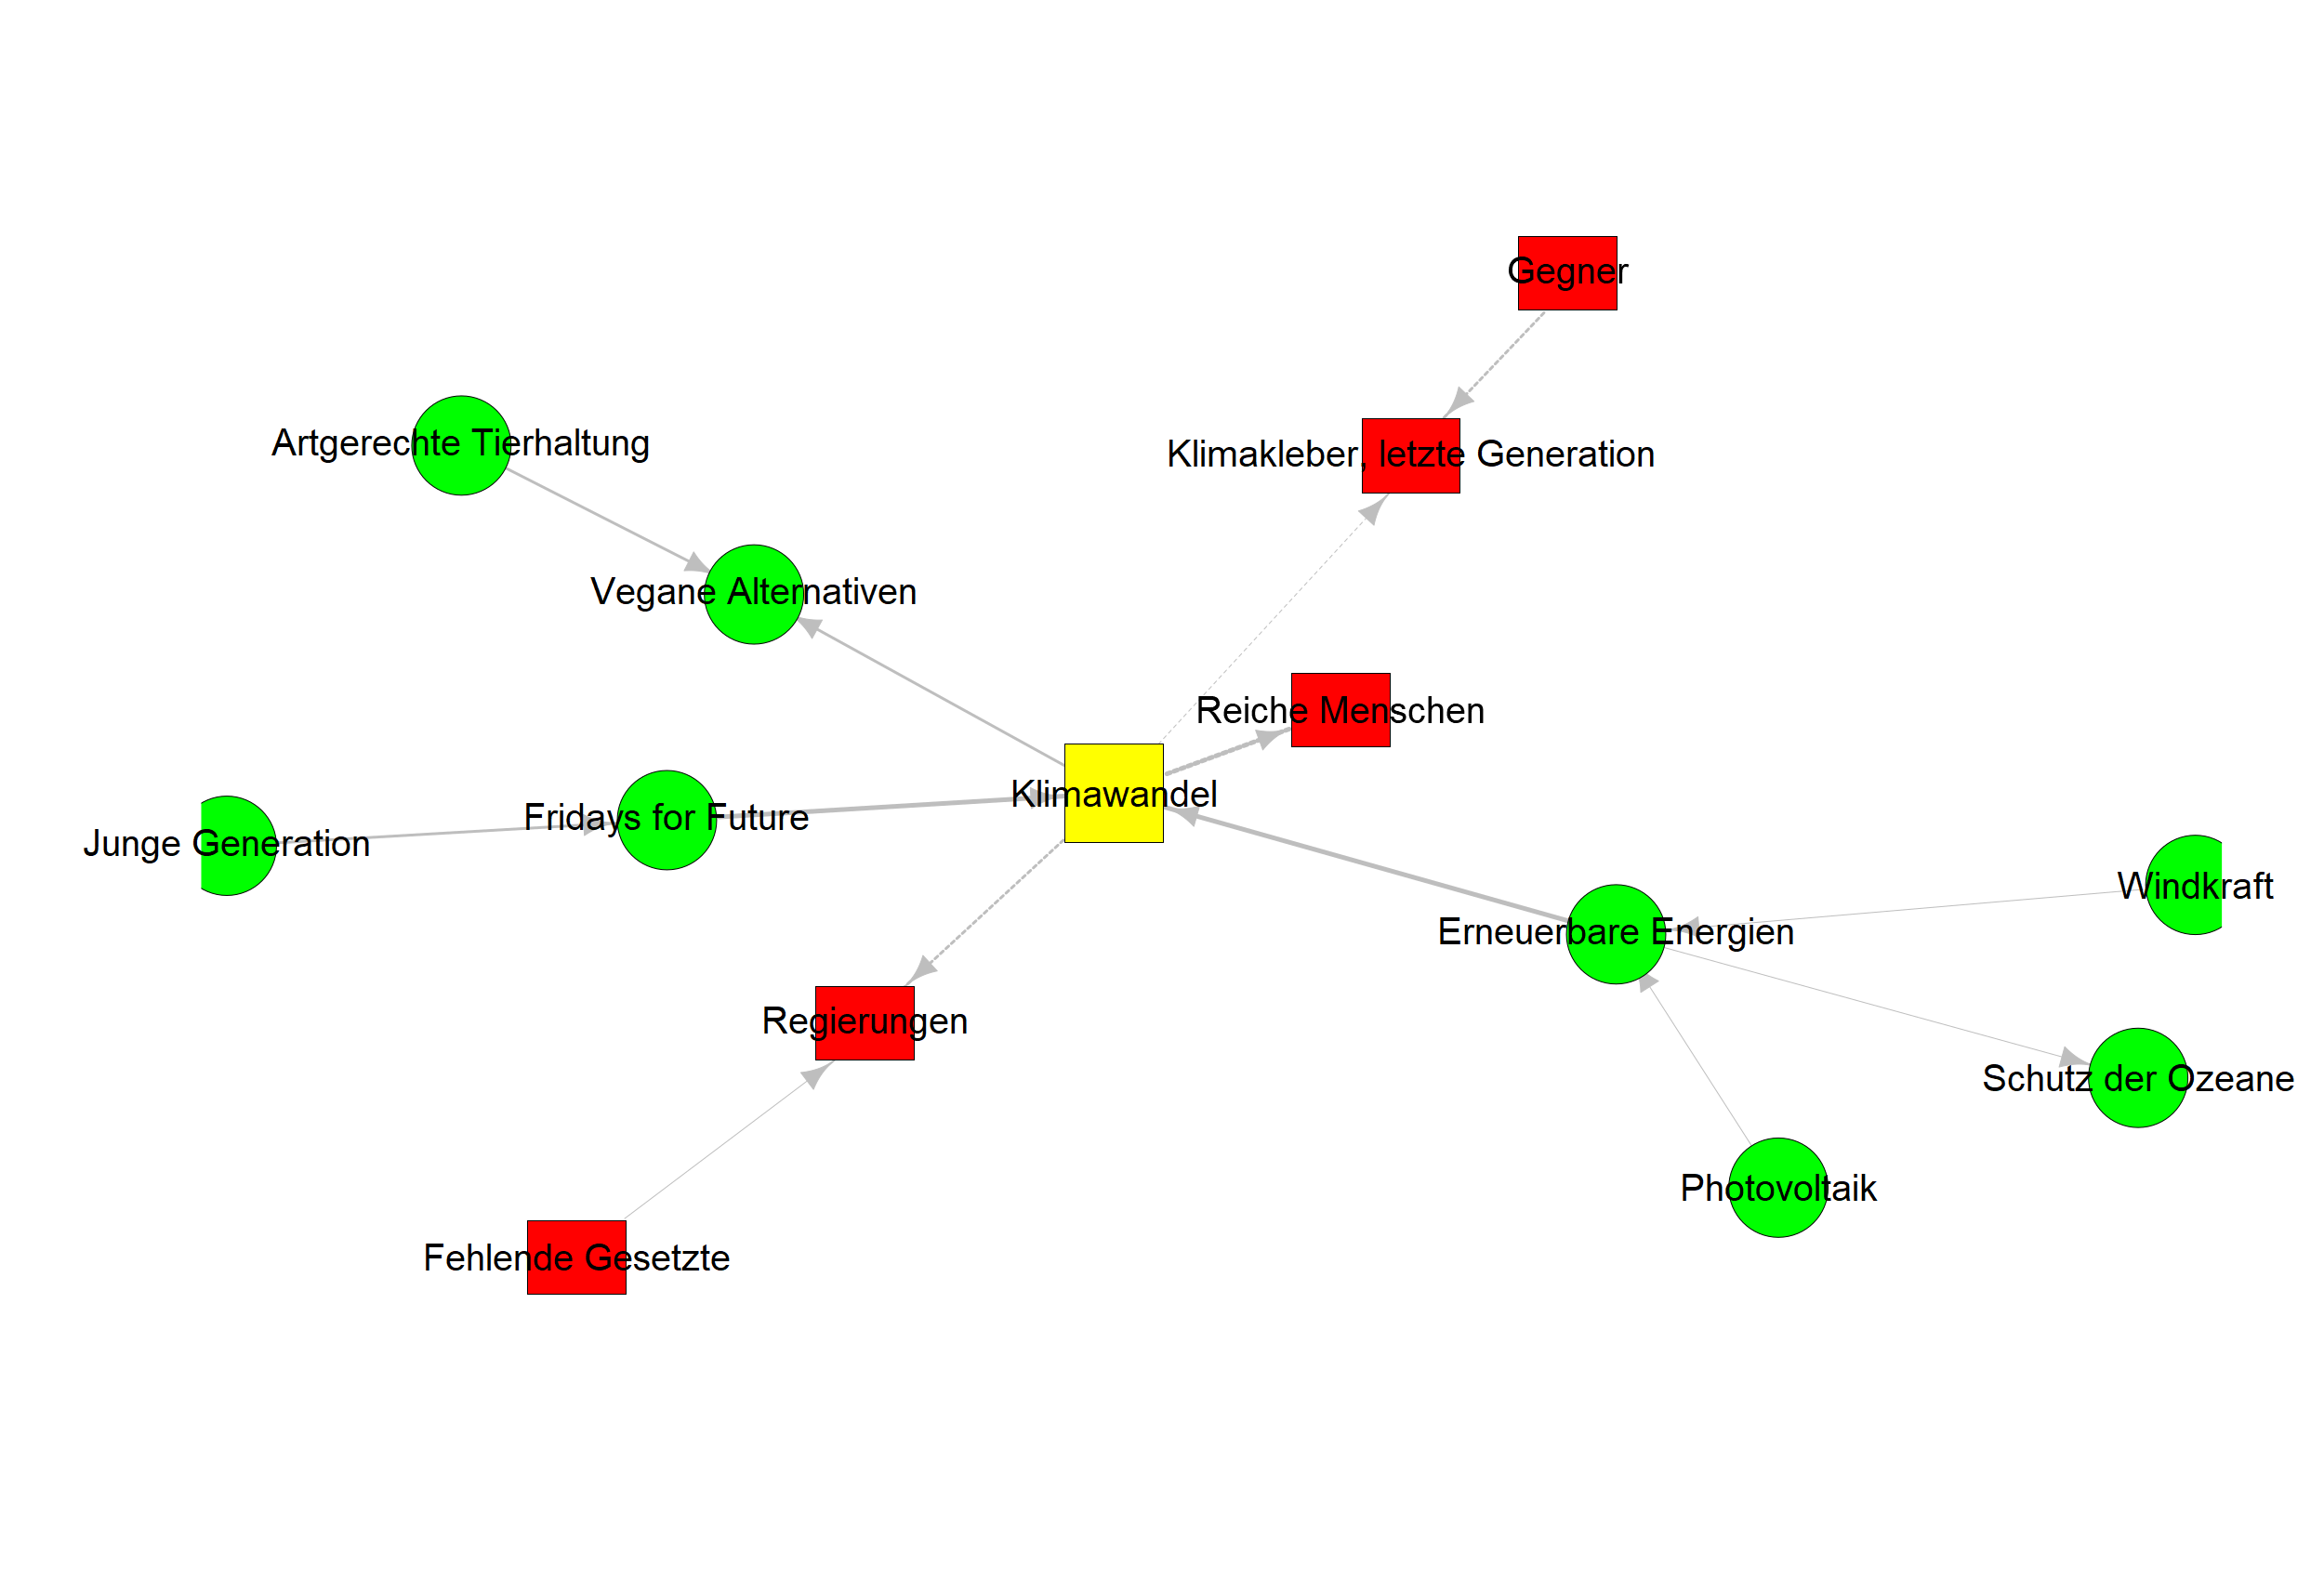 Gegner
Artgerechte Tierhaltung
Klimakleber, letzte Generation
Vegane Alternativen
Reiche Menschen
Klimawandel
Fridays for Future
Junge Generation
Windkraft
Erneuerbare Energien
Regierungen
Schutz der Ozeane
Photovoltaik
Fehlende Gesetzte